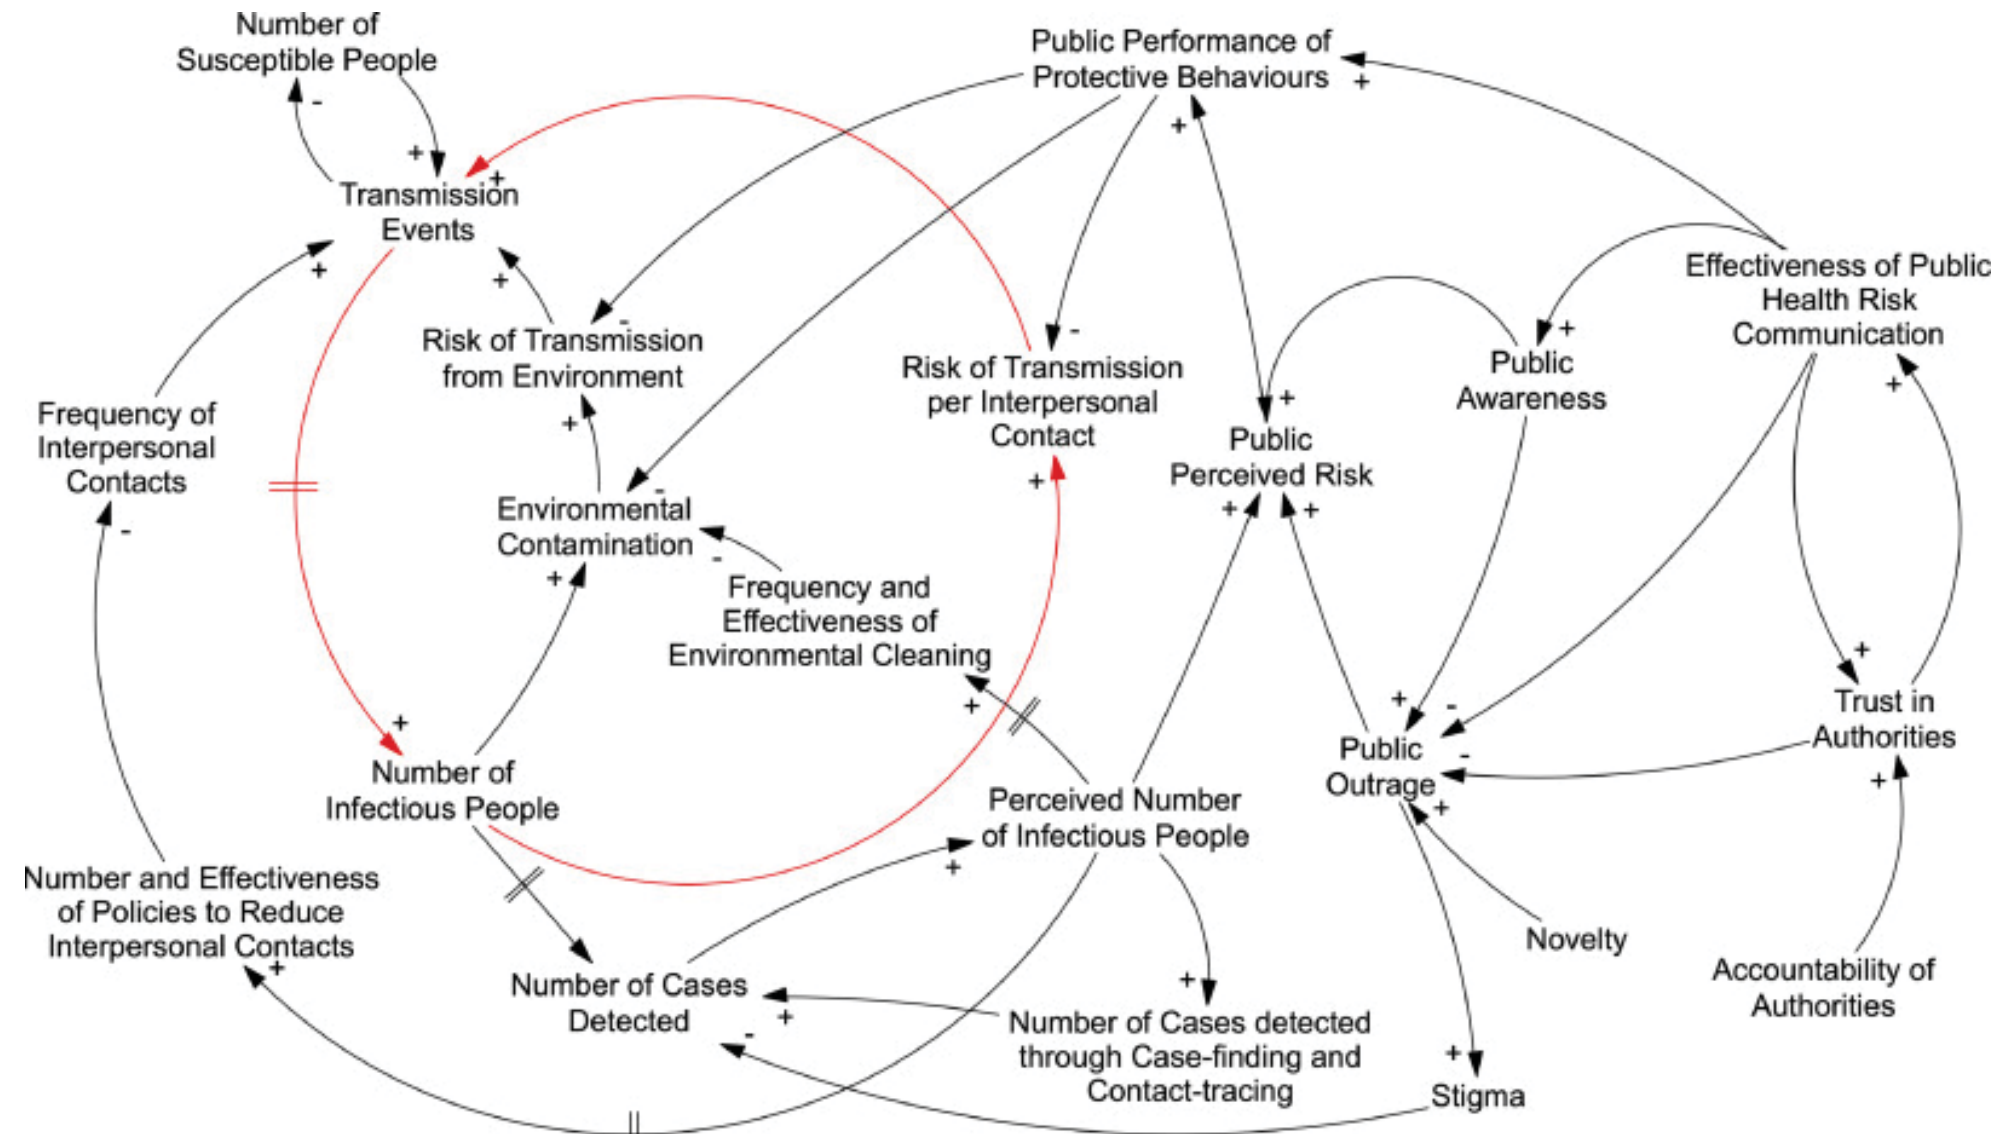 Number of
Susceptible People
Public Performance of
Protective Behaviours
+
-
+
+
+
Transmission
Events
+
+
Effectiveness of Public
Health Risk
Communication
-
Risk of Transmission
from Environment
-
Risk of Transmission
per Interpersonal
Contact
+
Public
Awareness
+
+
Frequency of
Interpersonal
Contacts
+
Public
Perceived Risk
+
+
+
-
-
Environmental
Contamination
-
+
Frequency and
Effectiveness of
Environmental Cleaning
+
+
+
-
-
Trust in
Authorities
+
Public
Outrage
+
+
Number of
Infectious People
Perceived Number
of Infectious People
+
Number and Effectiveness
of Policies to Reduce
Interpersonal Contacts
+
Novelty
Accountability of
Authorities
Number of Cases
Detected
+
+
-
Number of Cases detected
through Case-finding and
Contact-tracing
+
Stigma